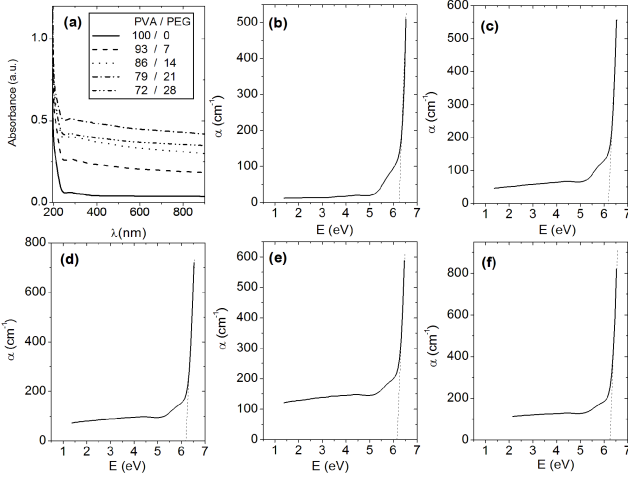 (a)
PVA / PEG
100 / 0
93 / 7
86 / 14
79 / 21
72 / 28
1.0
0.5
0.0
Absorbance (a.u.)
200 400 600 800
λ(nm)
(b)
500
400
300
200
100
0
α (cm⁻¹)
1 2 3 4 5 6 7
E (eV)
(c)
600
500
400
300
200
100
0
α (cm⁻¹)
1 2 3 4 5 6 7
E (eV)
(d)
800
600
400
200
0
α (cm⁻¹)
1 2 3 4 5 6 7
E (eV)
(e)
600
500
400
300
200
100
0
α (cm⁻¹)
1 2 3 4 5 6 7
E (eV)
(f)
800
600
400
200
0
α (cm⁻¹)
1 2 3 4 5 6 7
E (eV)